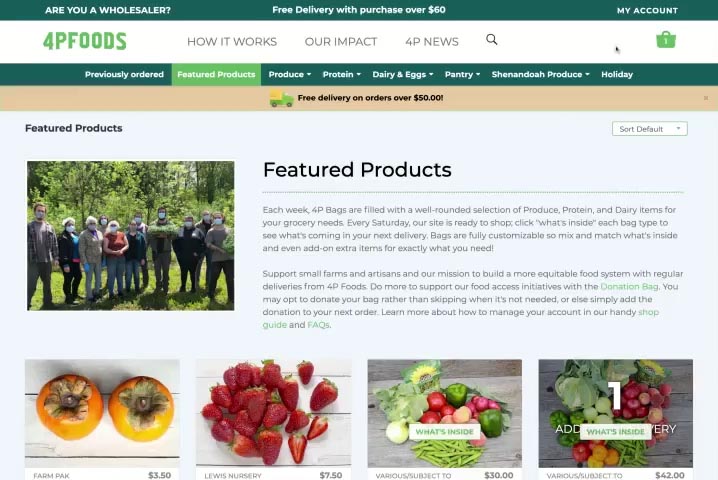 ARE YOU A WHOLESALER?
Free Delivery with purchase over $60
MY ACCOUNT
4PFOODS
HOW IT WORKS
OUR IMPACT
4P NEWS
1
Previously ordered
Featured Products
Produce
Protein
Dairy & Eggs
Pantry
Shenandoah Produce
Holiday
Free delivery on orders over $50.00!
×
Featured Products
Sort Default
Featured Products
Each week, 4P Bags are filled with a well-rounded selection of Produce, Protein, and Dairy items for
your grocery needs. Every Saturday, our site is ready to shop; click "what's inside" each bag type to
see what's coming in your next delivery. Bags are fully customizable so mix and match what's inside
and even add-on extra items for exactly what you need!
Support small farms and artisans and our mission to build a more equitable food system with regular
deliveries from 4P Foods. Do more to support our food access initiatives with the Donation Bag. You
may opt to donate your bag rather than skipping when it's not needed, or else simply add the
donation to your next order. Learn more about how to manage your account in our handy shop
guide and FAQs.
WHAT'S INSIDE
1
WHAT'S INSIDE
FARM PAK
$3.50
LEWIS NURSERY
$7.50
VARIOUS/SUBJECT TO
$30.00
VARIOUS/SUBJECT TO
$42.00